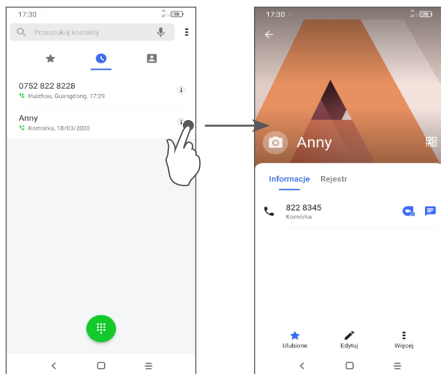 17:30
Przeszukuj kontakty
0752 822 8228
Huizhou, Guangdong, 17:29
Anny
Komórka, 18/03/2020
17:30
Anny
Informacje Rejestr
822 8345
Komórka
Ulubione Edytuj Więcej